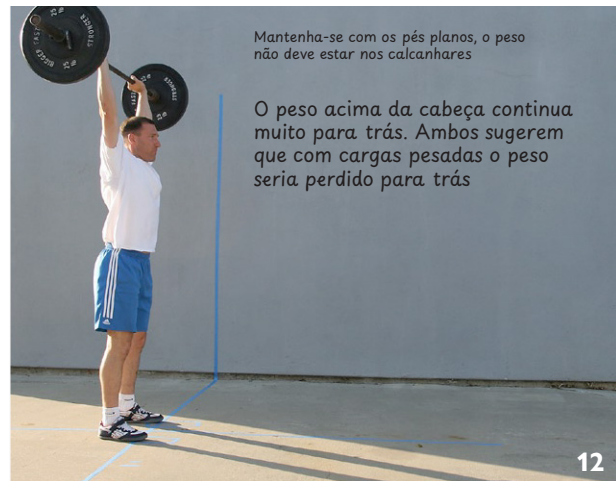 Mantenha-se com os pés planos, o peso
não deve estar nos calcanhares
O peso acima da cabeça continua
muito para trás. Ambos sugerem
que com cargas pesadas o peso
seria perdido para trás
12